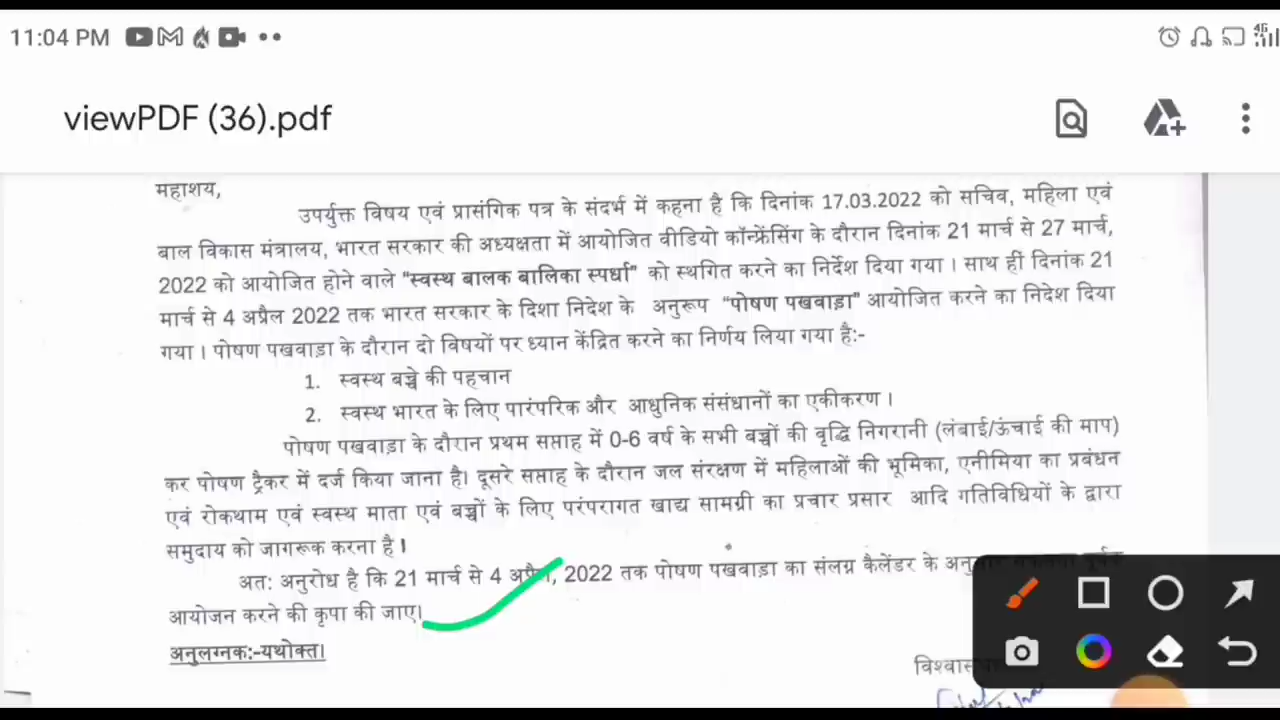 11:04 PM
4G
viewPDF (36).pdf
महाशय,
उपर्युक्त विषय एवं प्रासंगिक पत्र के संदर्भ में कहना है कि दिनांक 17.03.2022 को सचिव, महिला एवं
बाल विकास मंत्रालय, भारत सरकार की अध्यक्षता में आयोजित वीडियो कॉन्फ्रेंसिंग के दौरान दिनांक 21 मार्च से 27 मार्च,
2022 को आयोजित होने वाले "स्वस्थ बालक बालिका स्पर्धा" को स्थगित करने का निर्देश दिया गया । साथ हीं दिनांक 21
मार्च से 4 अप्रैल 2022 तक भारत सरकार के दिशा निदेश के अनुरूप "पोषण पखवाड़ा" आयोजित करने का निदेश दिया
गया । पोषण पखवाड़ा के दौरान दो विषयों पर ध्यान केंद्रित करने का निर्णय लिया गया है:-
1. स्वस्थ बच्चे की पहचान
2. स्वस्थ भारत के लिए पारंपरिक और आधुनिक संसंधानों का एकीकरण ।
पोषण पखवाड़ा के दौरान प्रथम सप्ताह में 0-6 वर्ष के सभी बच्चों की वृद्धि निगरानी (लंबाई/ऊंचाई की माप)
कर पोषण ट्रैकर में दर्ज किया जाना है। दूसरे सप्ताह के दौरान जल संरक्षण में महिलाओं की भूमिका, एनीमिया का प्रबंधन
एवं रोकथाम एवं स्वस्थ माता एवं बच्चों के लिए परंपरागत खाद्य सामग्री का प्रचार प्रसार आदि गतिविधियों के द्वारा
समुदाय को जागरूक करना है ।
अत: अनुरोध है कि 21 मार्च से 4 अप्रैल, 2022 तक पोषण पखवाड़ा का संलग्न कैलेंडर के
आयोजन करने की कृपा की जाए।
अनुलग्नक:-यथोक्त।